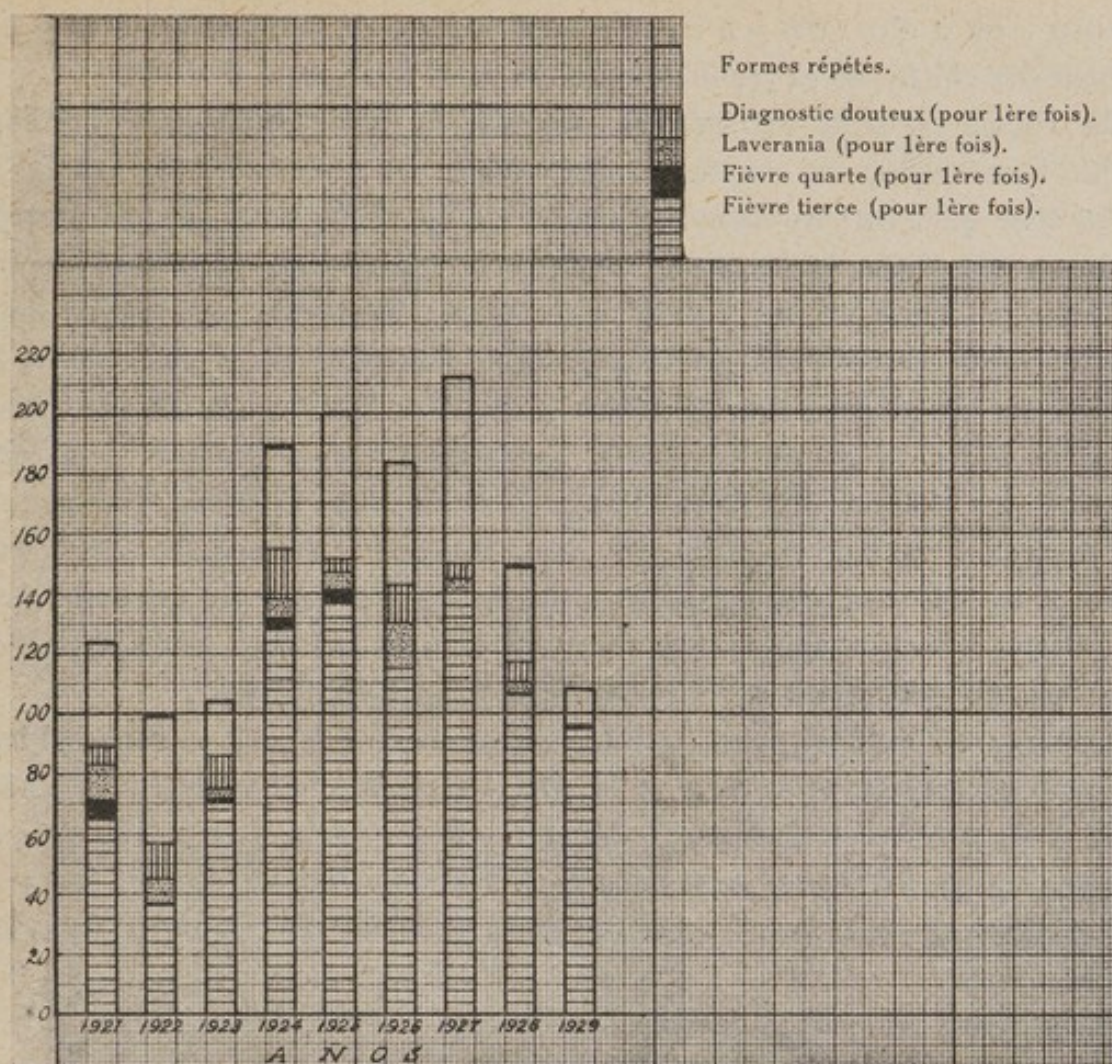 Formes répétés.
Diagnostic douteux (pour 1ère fois).
Laverania (pour 1ère fois).
Fièvre quarte (pour 1ère fois).
Fièvre tierce (pour 1ère fois).
220
200
180
160
140
120
100
80
60
40
20
0
1921 1922 1923 1924 1925 1926 1927 1928 1929
A N O S